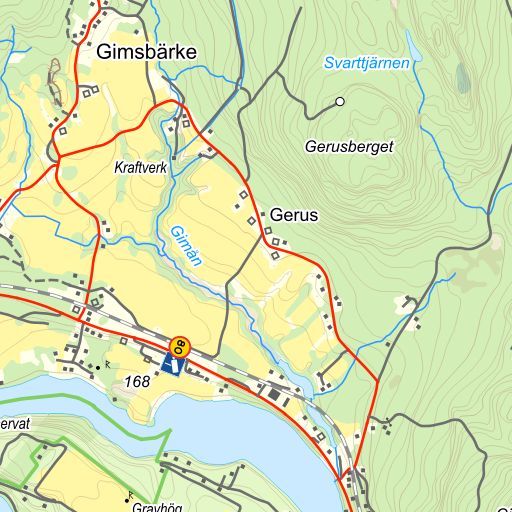 Gimsbärke
Svarttjärnen
Gerusberget
Kraftverk
Gerus
Gimån
80
168
ervat
Gravhög